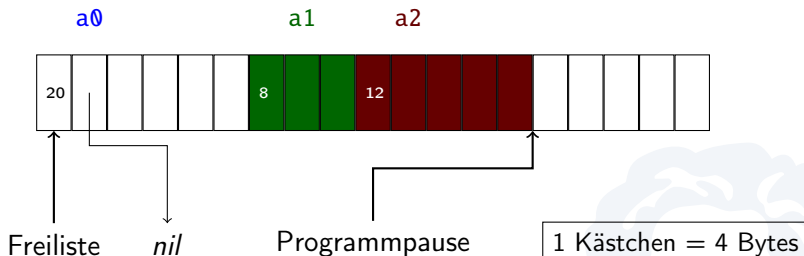 a0 a1 a2
20 8 12
Freiliste nil Programmpause 1 Kästchen = 4 Bytes